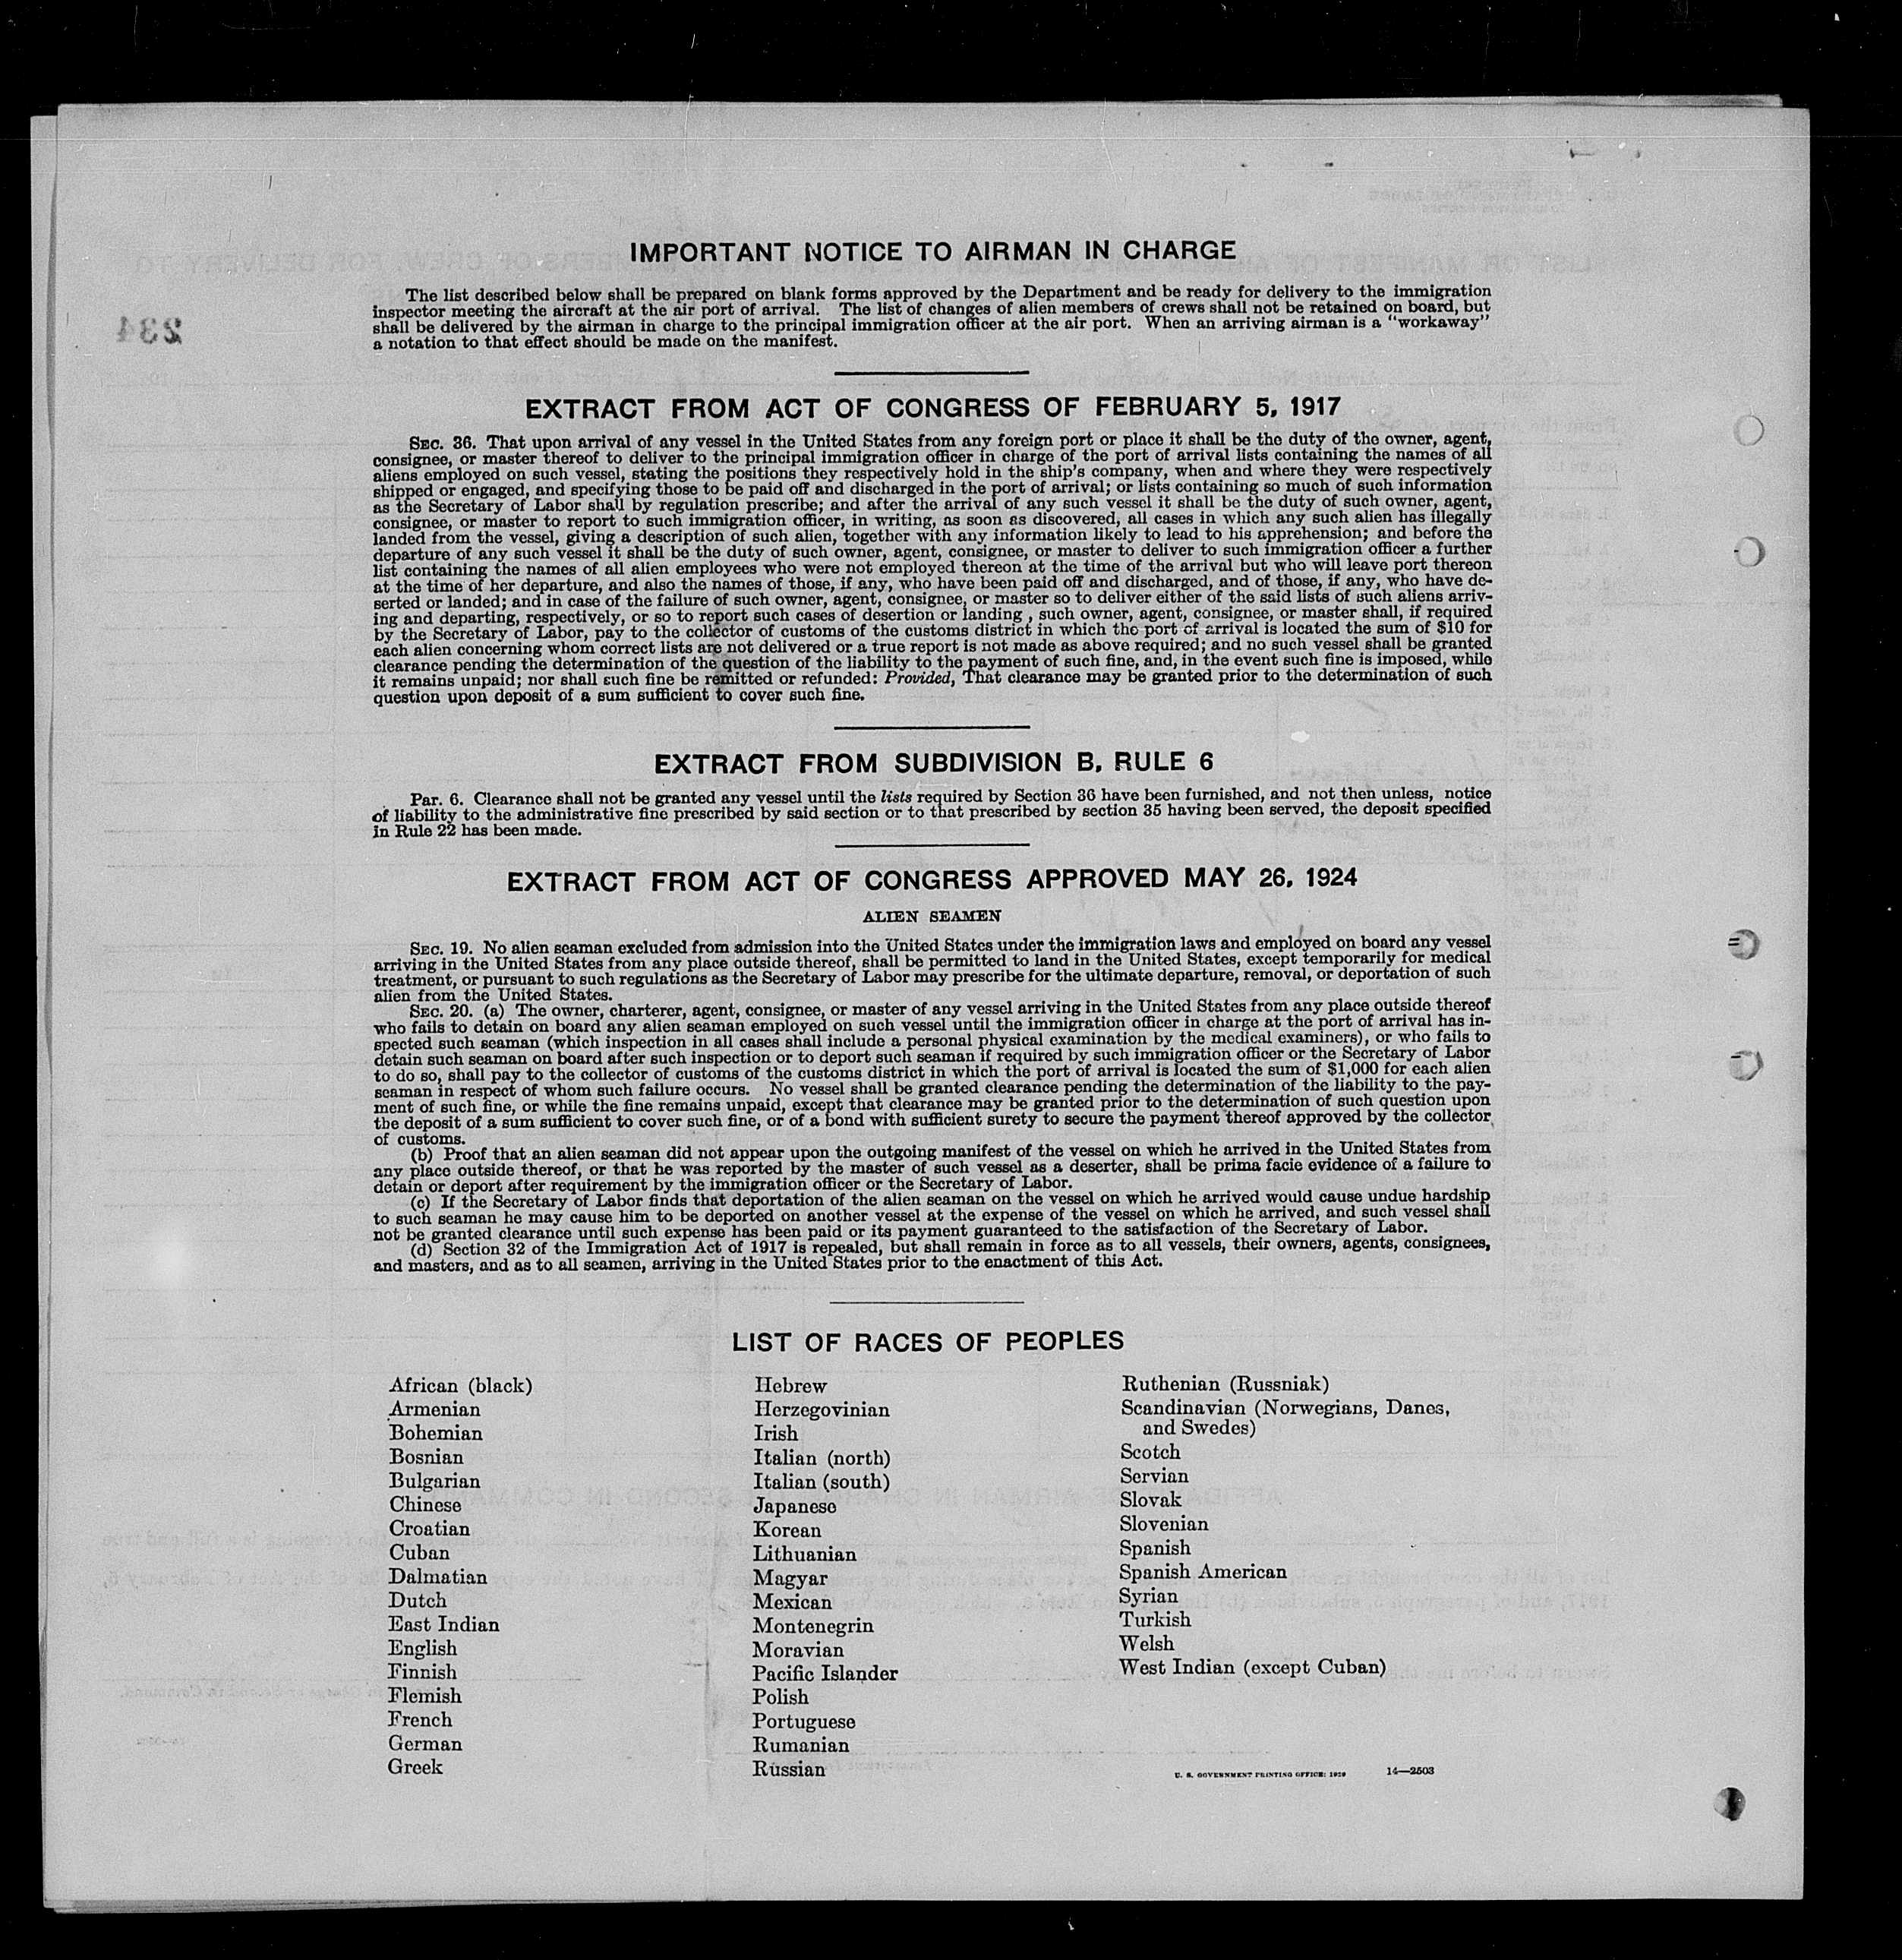 IMPORTANT NOTICE TO AIRMAN IN CHARGE
The list described below shall be prepared on blank forms approved by the Department and be ready for delivery to the immigration
inspector meeting the aircraft at the air port of arrival. The list of changes of alien members of crews shall not be retained on board, but
shall be delivered by the airman in charge to the principal immigration officer at the air port. When an arriving airman is a "workaway"
a notation to that effect should be made on the manifest.
EXTRACT FROM ACT OF CONGRESS OF FEBRUARY 5, 1917
SEC. 36. That upon arrival of any vessel in the United States from any foreign port or place it shall be the duty of the owner, agent,
consignee, or master thereof to deliver to the principal immigration officer in charge of the port of arrival lists containing the names of all
aliens employed on such vessel, stating the positions they respectively hold in the ship's company, when and where they were respectively
shipped or engaged, and specifying those to be paid off and discharged in the port of arrival; or lists containing so much of such information
as the Secretary of Labor shall by regulation prescribe; and after the arrival of any such vessel it shall be the duty of such owner, agent,
consignee, or master to report to such immigration officer, in writing, as soon as discovered, all cases in which any such alien has illegally
landed from the vessel, giving a description of such alien, together with any information likely to lead to his apprehension; and before the
departure of any such vessel it shall be the duty of such owner, agent, consignee, or master to deliver to such immigration officer a further
list containing the names of all alien employees who were not employed thereon at the time of the arrival but who will leave port thereon
at the time of her departure, and also the names of those, if any, who have been paid off and discharged, and of those, if any, who have de-
serted or landed; and in case of the failure of such owner, agent, consignee, or master so to deliver either of the said lists of such aliens arriv-
ing and departing, respectively, or so to report such cases of desertion or landing , such owner, agent, consignee, or master shall, if required
by the Secretary of Labor, pay to the collector of customs of the customs district in which the port of arrival is located the sum of $10 for
each alien concerning whom correct lists are not delivered or a true report is not made as above required; and no such vessel shall be granted
clearance pending the determination of the question of the liability to the payment of such fine, and, in the event such fine is imposed, while
it remains unpaid; nor shall such fine be remitted or refunded: Provided, That clearance may be granted prior to the determination of such
question upon deposit of a sum sufficient to cover such fine.
EXTRACT FROM SUBDIVISION B, RULE 6
Par. 6. Clearance shall not be granted any vessel until the lists required by Section 36 have been furnished, and not then unless, notice
of liability to the administrative fine prescribed by said section or to that prescribed by section 35 having been served, the deposit specified
in Rule 22 has been made.
EXTRACT FROM ACT OF CONGRESS APPROVED MAY 26, 1924
ALIEN SEAMEN
SEC. 19. No alien seaman excluded from admission into the United States under the immigration laws and employed on board any vessel
arriving in the United States from any place outside thereof, shall be permitted to land in the United States, except temporarily for medical
treatment, or pursuant to such regulations as the Secretary of Labor may prescribe for the ultimate departure, removal, or deportation of such
alien from the United States.
SEC. 20. (a) The owner, charterer, agent, consignee, or master of any vessel arriving in the United States from any place outside thereof
who fails to detain on board any alien seaman employed on such vessel until the immigration officer in charge at the port of arrival has in-
spected such seaman (which inspection in all cases shall include a personal physical examination by the medical examiners), or who fails to
detain such seaman on board after such inspection or to deport such seaman if required by such immigration officer or the Secretary of Labor
to do so, shall pay to the collector of customs of the customs district in which the port of arrival is located the sum of $1,000 for each alien
seaman in respect of whom such failure occurs. No vessel shall be granted clearance pending the determination of the liability to the pay-
ment of such fine, or while the fine remains unpaid, except that clearance may be granted prior to the determination of such question upon
the deposit of a sum sufficient to cover such fine, or of a bond with sufficient surety to secure the payment thereof approved by the collector
of customs.
(b) Proof that an alien seaman did not appear upon the outgoing manifest of the vessel on which he arrived in the United States from
any place outside thereof, or that he was reported by the master of such vessel as a deserter, shall be prima facie evidence of a failure to
detain or deport after requirement by the immigration officer or the Secretary of Labor.
(c) If the Secretary of Labor finds that deportation of the alien seaman on the vessel on which he arrived would cause undue hardship
to such seaman he may cause him to be deported on another vessel at the expense of the vessel on which he arrived, and such vessel shall
not be granted clearance until such expense has been paid or its payment guaranteed to the satisfaction of the Secretary of Labor.
(d) Section 32 of the Immigration Act of 1917 is repealed, but shall remain in force as to all vessels, their owners, agents, consignees,
and masters, and as to all seamen, arriving in the United States prior to the enactment of this Act.
LIST OF RACES OF PEOPLES
African (black)
Armenian
Bohemian
Bosnian
Bulgarian
Chinese
Croatian
Cuban
Dalmatian
Dutch
East Indian
English
Finnish
Flemish
French
German
Greek
Hebrew
Herzegovinian
Irish
Italian (north)
Italian (south)
Japanese
Korean
Lithuanian
Magyar
Mexican
Montenegrin
Moravian
Pacific Islander
Polish
Portuguese
Rumanian
Russian
Ruthenian (Russniak)
Scandinavian (Norwegians, Danes,
and Swedes)
Scotch
Servian
Slovak
Slovenian
Spanish
Spanish American
Syrian
Turkish
Welsh
West Indian (except Cuban)
U. S. GOVERNMENT PRINTING OFFICE: 1929
14—2503
234